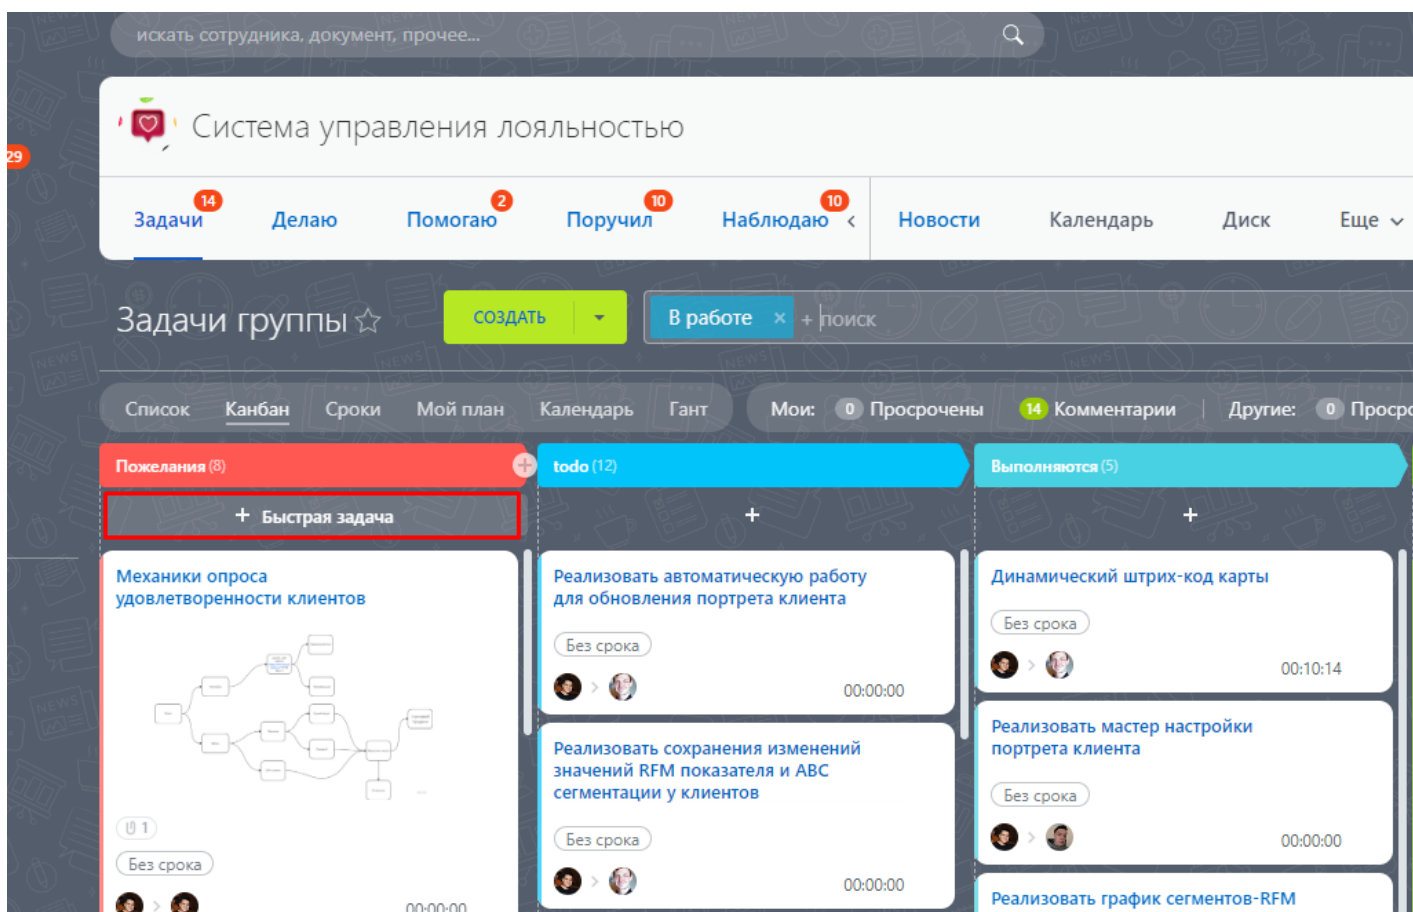 искать сотрудника, документ, прочее...
Система управления лояльностью
29
14
2
10
10
Задачи Делаю Помогаю Поручил Наблюдаю Новости Календарь Диск Еще
Задачи группы СОЗДАТЬ В работе × + поиск
Список Канбан Сроки Мой план Календарь Гант Мои: 0 Просрочены 14 Комментарии Другие: 0 Просро
Пожелания (8) + todo (12) Выполняются (5)
+ Быстрая задача + +
Механики опроса
удовлетворенности клиентов
1
Без срока
00:00:00
Реализовать автоматическую работу
для обновления портрета клиента
Без срока
00:00:00
Реализовать сохранения изменений
значений RFM показателя и ABC
сегментации у клиентов
Без срока
00:00:00
Динамический штрих-код карты
Без срока
00:10:14
Реализовать мастер настройки
портрета клиента
Без срока
00:00:00
Реализовать график сегментов-RFM